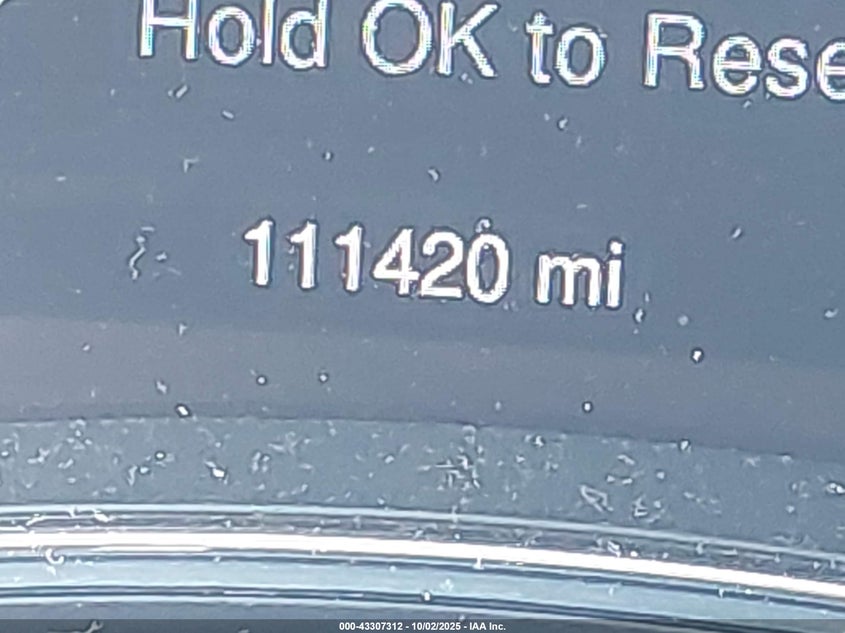 Hold OK to Rese
111420 mi
000-43307312 - 10/02/2025 - IAA Inc.